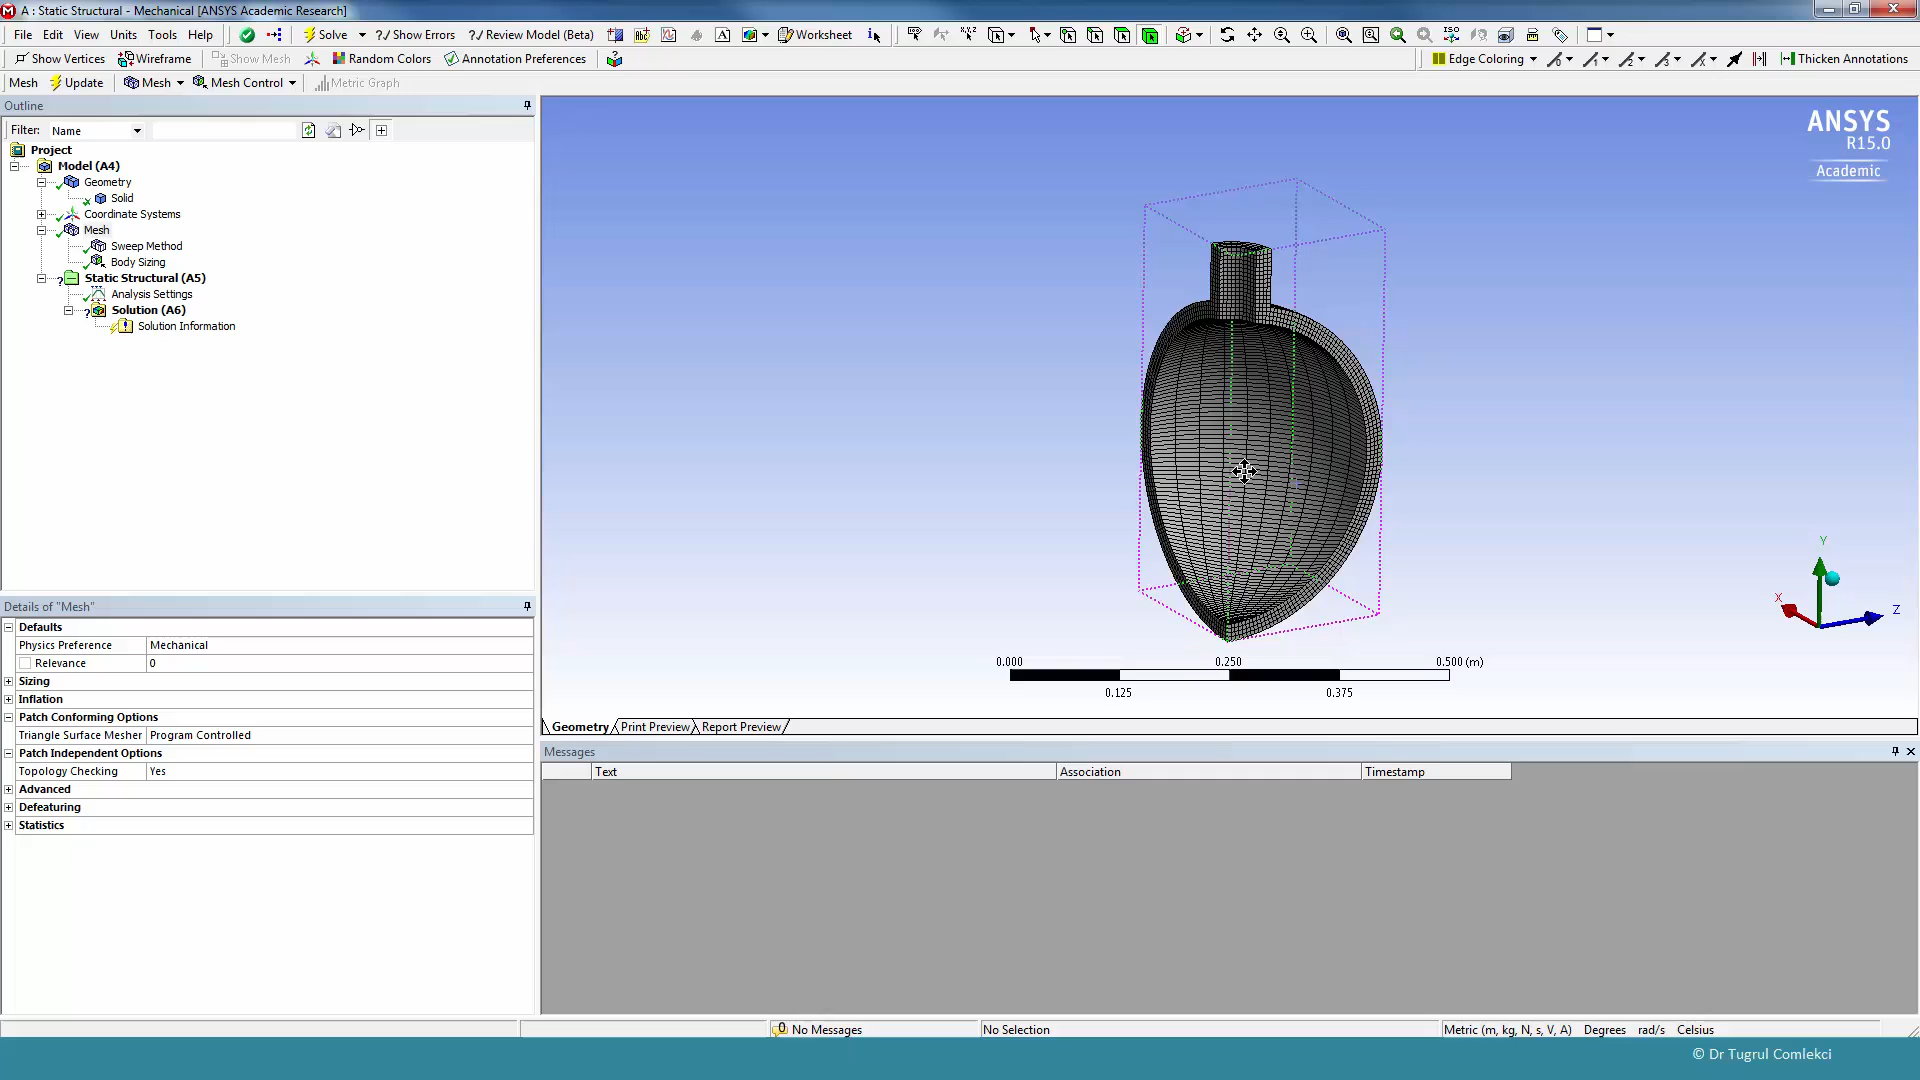 A : Static Structural - Mechanical [ANSYS Academic Research]
File Edit View Units Tools Help Solve ?/ Show Errors ?/ Review Model (Beta) Worksheet
Show Vertices Wireframe Show Mesh Random Colors Annotation Preferences Edge Coloring Thicken Annotations
Mesh Update Mesh Mesh Control Metric Graph
Outline
Filter: Name
Project
Model (A4)
Geometry
Solid
Coordinate Systems
Mesh
Sweep Method
Body Sizing
Static Structural (A5)
Analysis Settings
Solution (A6)
Solution Information
ANSYS
R15.0
Academic
Y
X
Z
0.000 0.250 0.500 (m)
0.125 0.375
Geometry Print Preview Report Preview
Details of "Mesh"
Defaults
Physics Preference Mechanical
Relevance 0
Sizing
Inflation
Patch Conforming Options
Triangle Surface Mesher Program Controlled
Patch Independent Options
Topology Checking Yes
Advanced
Defeaturing
Statistics
Messages
Text Association Timestamp
0 No Messages No Selection Metric (m, kg, N, s, V, A) Degrees rad/s Celsius
© Dr Tugrul Comlekci